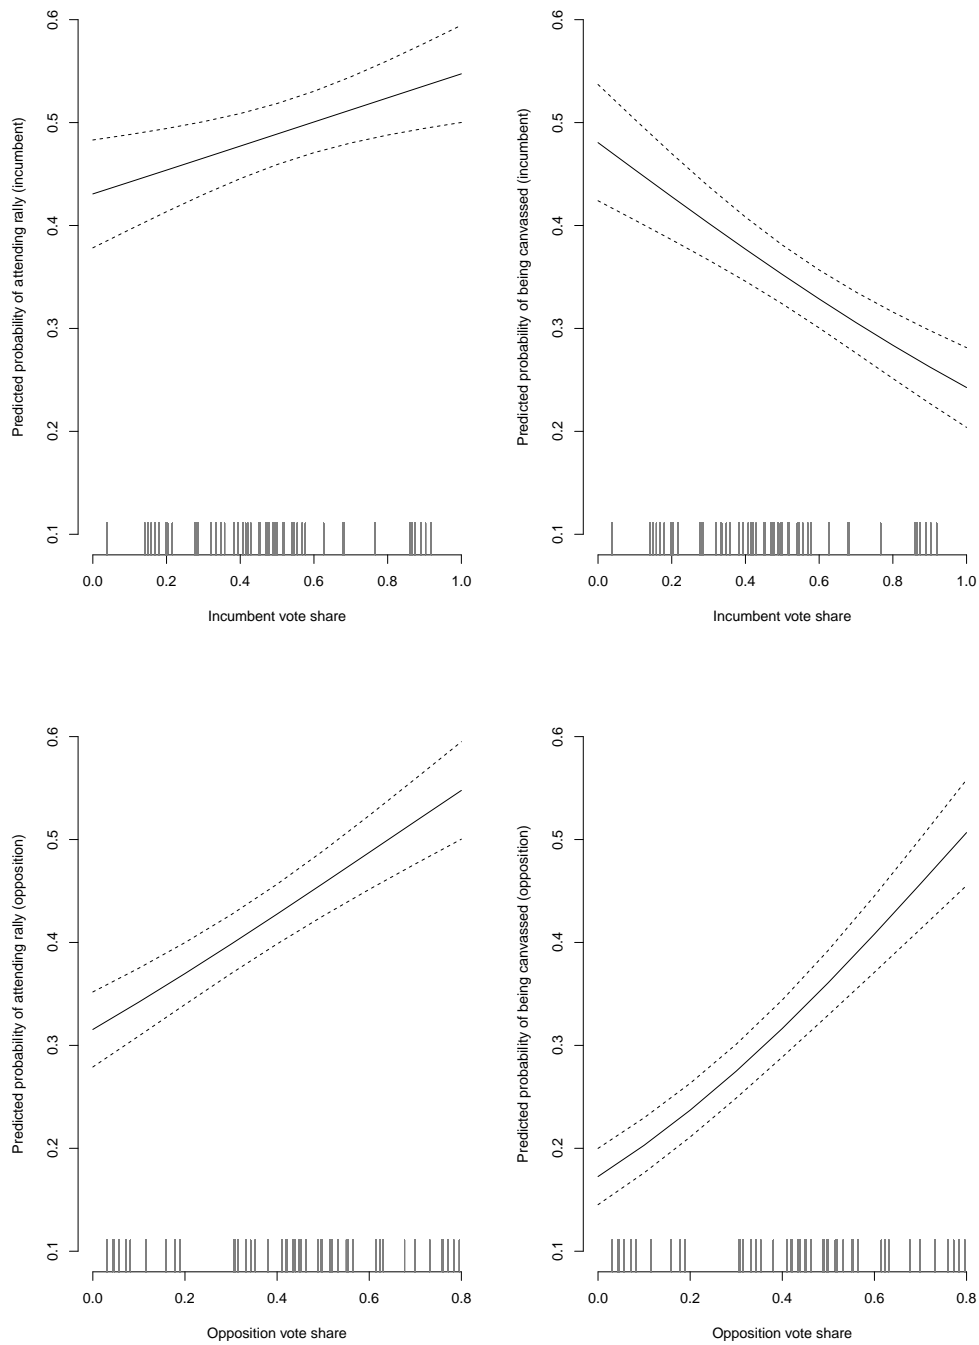 Predicted probability of attending rally (incumbent)
0.6
0.5
0.4
0.3
0.2
0.1
0.0 0.2 0.4 0.6 0.8 1.0
Incumbent vote share
Predicted probability of being canvassed (incumbent)
0.6
0.5
0.4
0.3
0.2
0.1
0.0 0.2 0.4 0.6 0.8 1.0
Incumbent vote share
Predicted probability of attending rally (opposition)
0.6
0.5
0.4
0.3
0.2
0.1
0.0 0.2 0.4 0.6 0.8
Opposition vote share
Predicted probability of being canvassed (opposition)
0.6
0.5
0.4
0.3
0.2
0.1
0.0 0.2 0.4 0.6 0.8
Opposition vote share